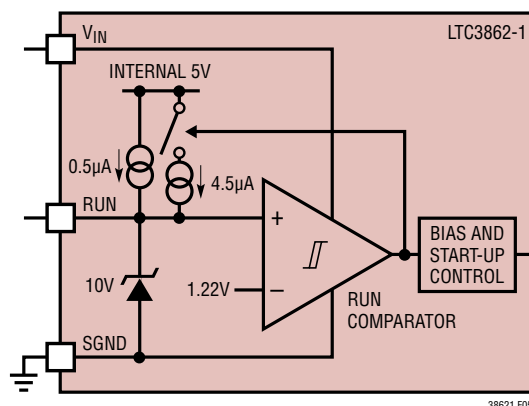 V_IN
LTC3862-1
INTERNAL 5V
0.5µA
4.5µA
RUN
+
10V
1.22V
−
BIAS AND
START-UP
CONTROL
RUN
COMPARATOR
SGND